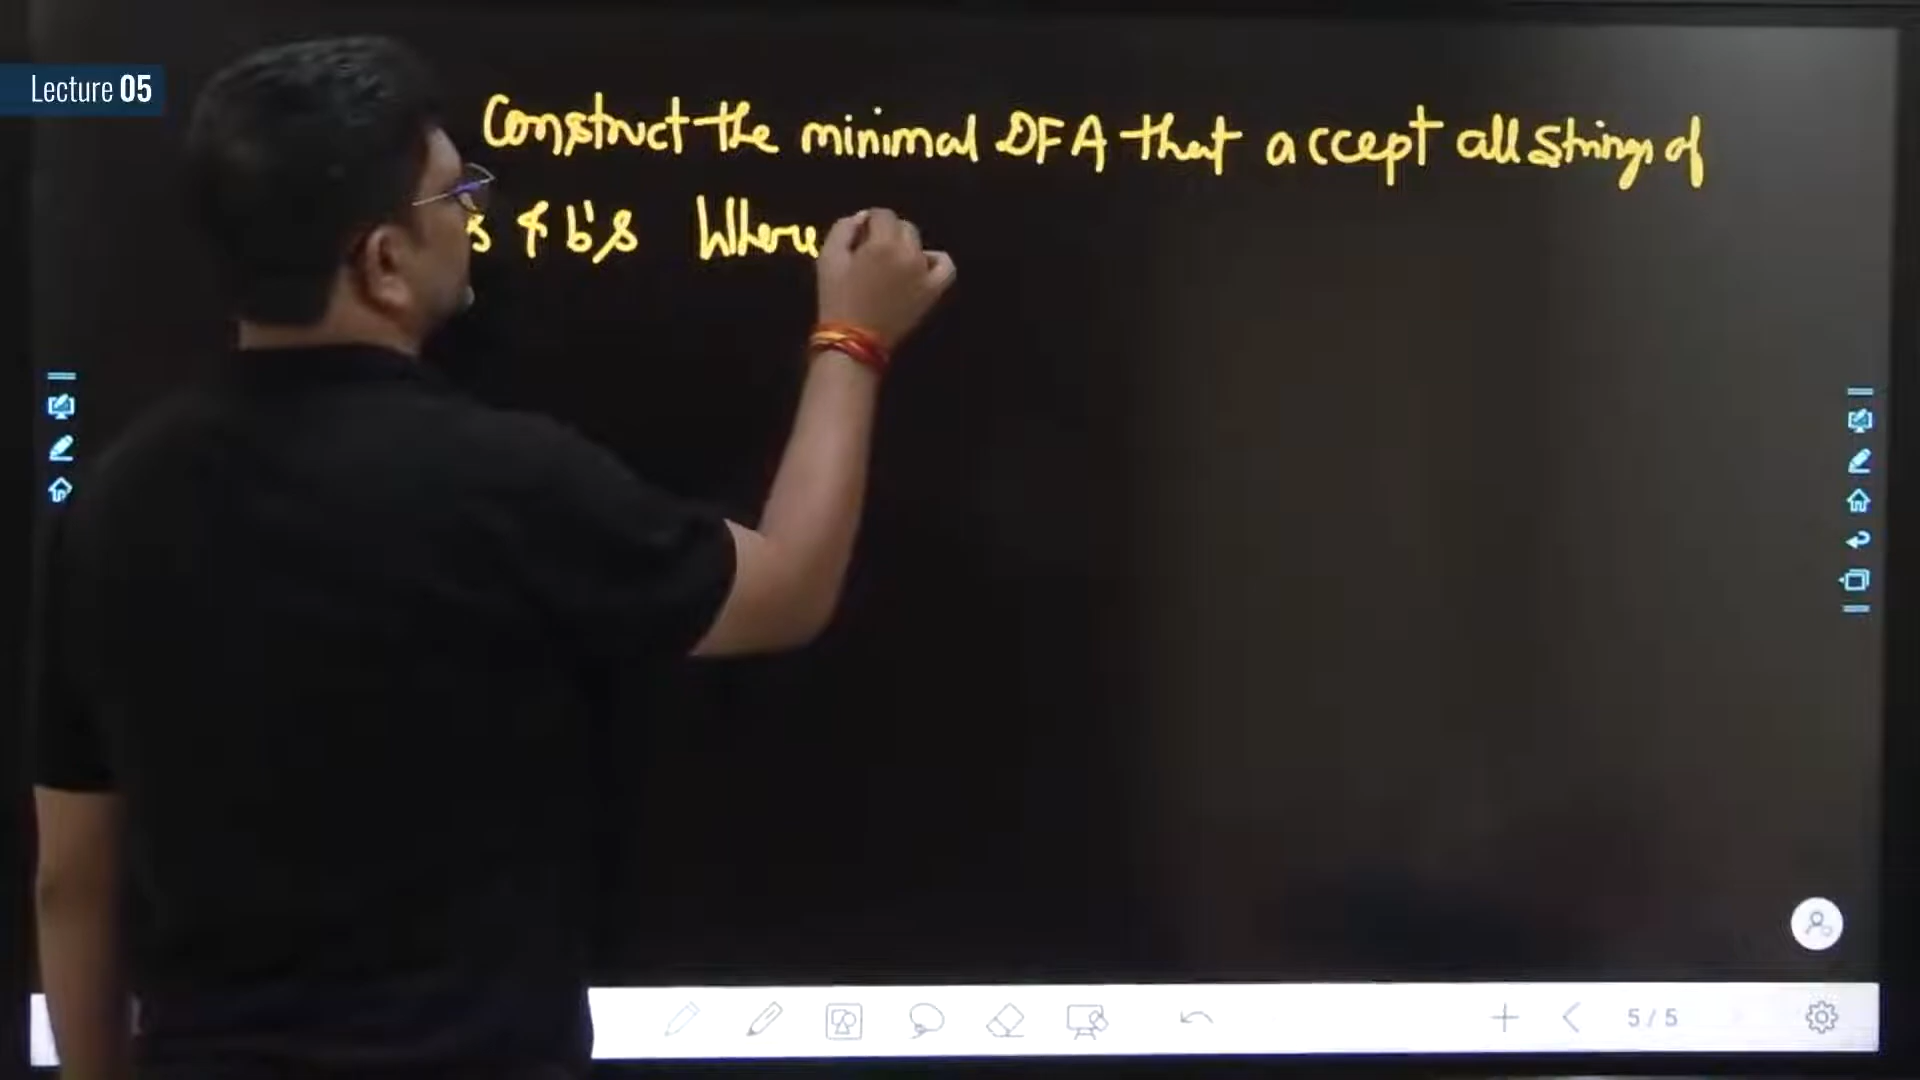 Lecture 05
Construct the minimal DFA that accept all strings of
& b's Where
5/5